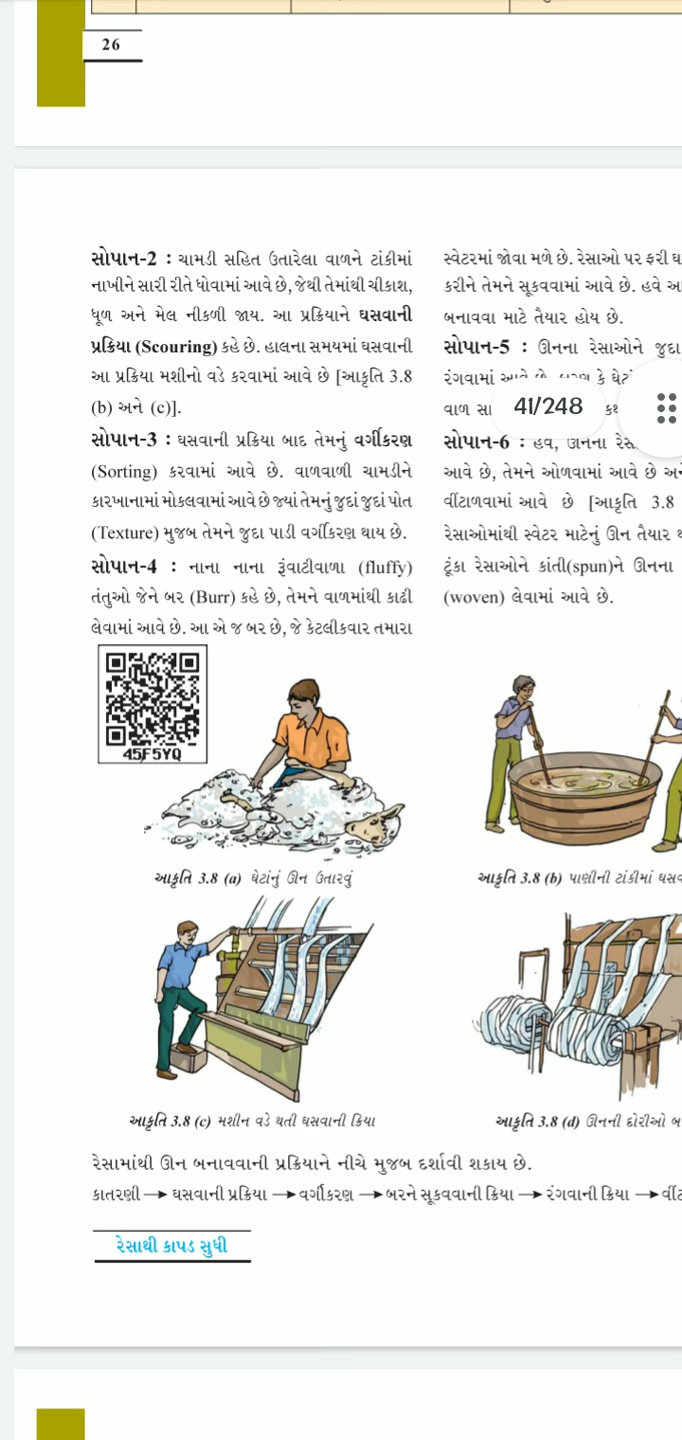 26
સોપાન-2 : ચામડી સહિત ઉતારેલા વાળને ટાંકીમાં
નાખીને સારી રીતે ધોવામાં આવે છે, જેથી તેમાંથી ચીકાશ,
ધૂળ અને મેલ નીકળી જાય. આ પ્રક્રિયાને ઘસવાની
પ્રક્રિયા (Scouring) કહે છે. હાલના સમયમાં ઘસવાની
આ પ્રક્રિયા મશીનો વડે કરવામાં આવે છે [આકૃતિ 3.8
(b) અને (c)].
સોપાન-3 : ઘસવાની પ્રક્રિયા બાદ તેમનું વર્ગીકરણ
(Sorting) કરવામાં આવે છે. વાળવાળી ચામડીને
કારખાનામાં મોકલવામાં આવે છે જ્યાં તેમનું જુદાં જુદાં પોત
(Texture) મુજબ તેમને જુદા પાડી વર્ગીકરણ થાય છે.
સોપાન-4 : નાના નાના રૂંવાટીવાળા (fluffy)
તંતુઓ જેને બર (Burr) કહે છે, તેમને વાળમાંથી કાઢી
લેવામાં આવે છે. આ એ જ બર છે, જે કેટલીકવાર તમારા
સ્વેટરમાં જોવા મળે છે. રેસાઓ પર ફરી
કરીને તેમને સૂકવવામાં આવે છે. હવે
બનાવવા માટે તૈયાર હોય છે.
સોપાન-5 : ઊનના રેસાઓને જુદા
રંગવામાં આવે છે કે
વાળ
41/248
સોપાન-6 : હવે, ઊનના
આવે છે, તેમને ઓળવામાં આવે છે
વીંટાળવામાં આવે છે [આકૃતિ 3.8
રેસાઓમાંથી સ્વેટર માટેનું ઊન તૈયાર
ટૂંકા રેસાઓને કાંતી(spun)ને ઊનના
(woven) લેવામાં આવે છે.
45F5YQ
આકૃતિ 3.8 (a) ઘેટાંનું ઊન ઉતારવું
આકૃતિ 3.8 (b) પાણીની ટાંકીમાં
આકૃતિ 3.8 (c) મશીન વડે થતી ઘસવાની ક્રિયા
આકૃતિ 3.8 (d) ઊનની દોરીઓ
રેસામાંથી ઊન બનાવવાની પ્રક્રિયાને નીચે મુજબ દર્શાવી શકાય છે.
કાતરણી → ઘસવાની પ્રક્રિયા → વર્ગીકરણ → બરને સૂકવવાની ક્રિયા → રંગવાની ક્રિયા →
રેસાથી કાપડ સુધી